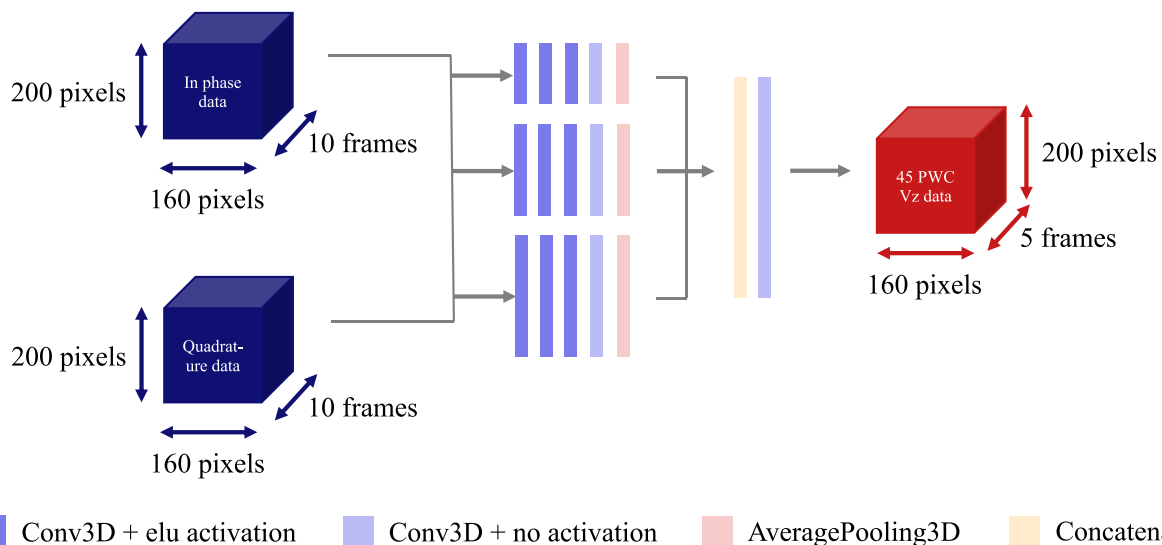 In phase
data
200 pixels
10 frames
160 pixels
Quadrat-
ure data
200 pixels
10 frames
160 pixels
45 PWC
Vz data
200 pixels
5 frames
160 pixels
Conv3D + elu activation
Conv3D + no activation
AveragePooling3D
Concaten